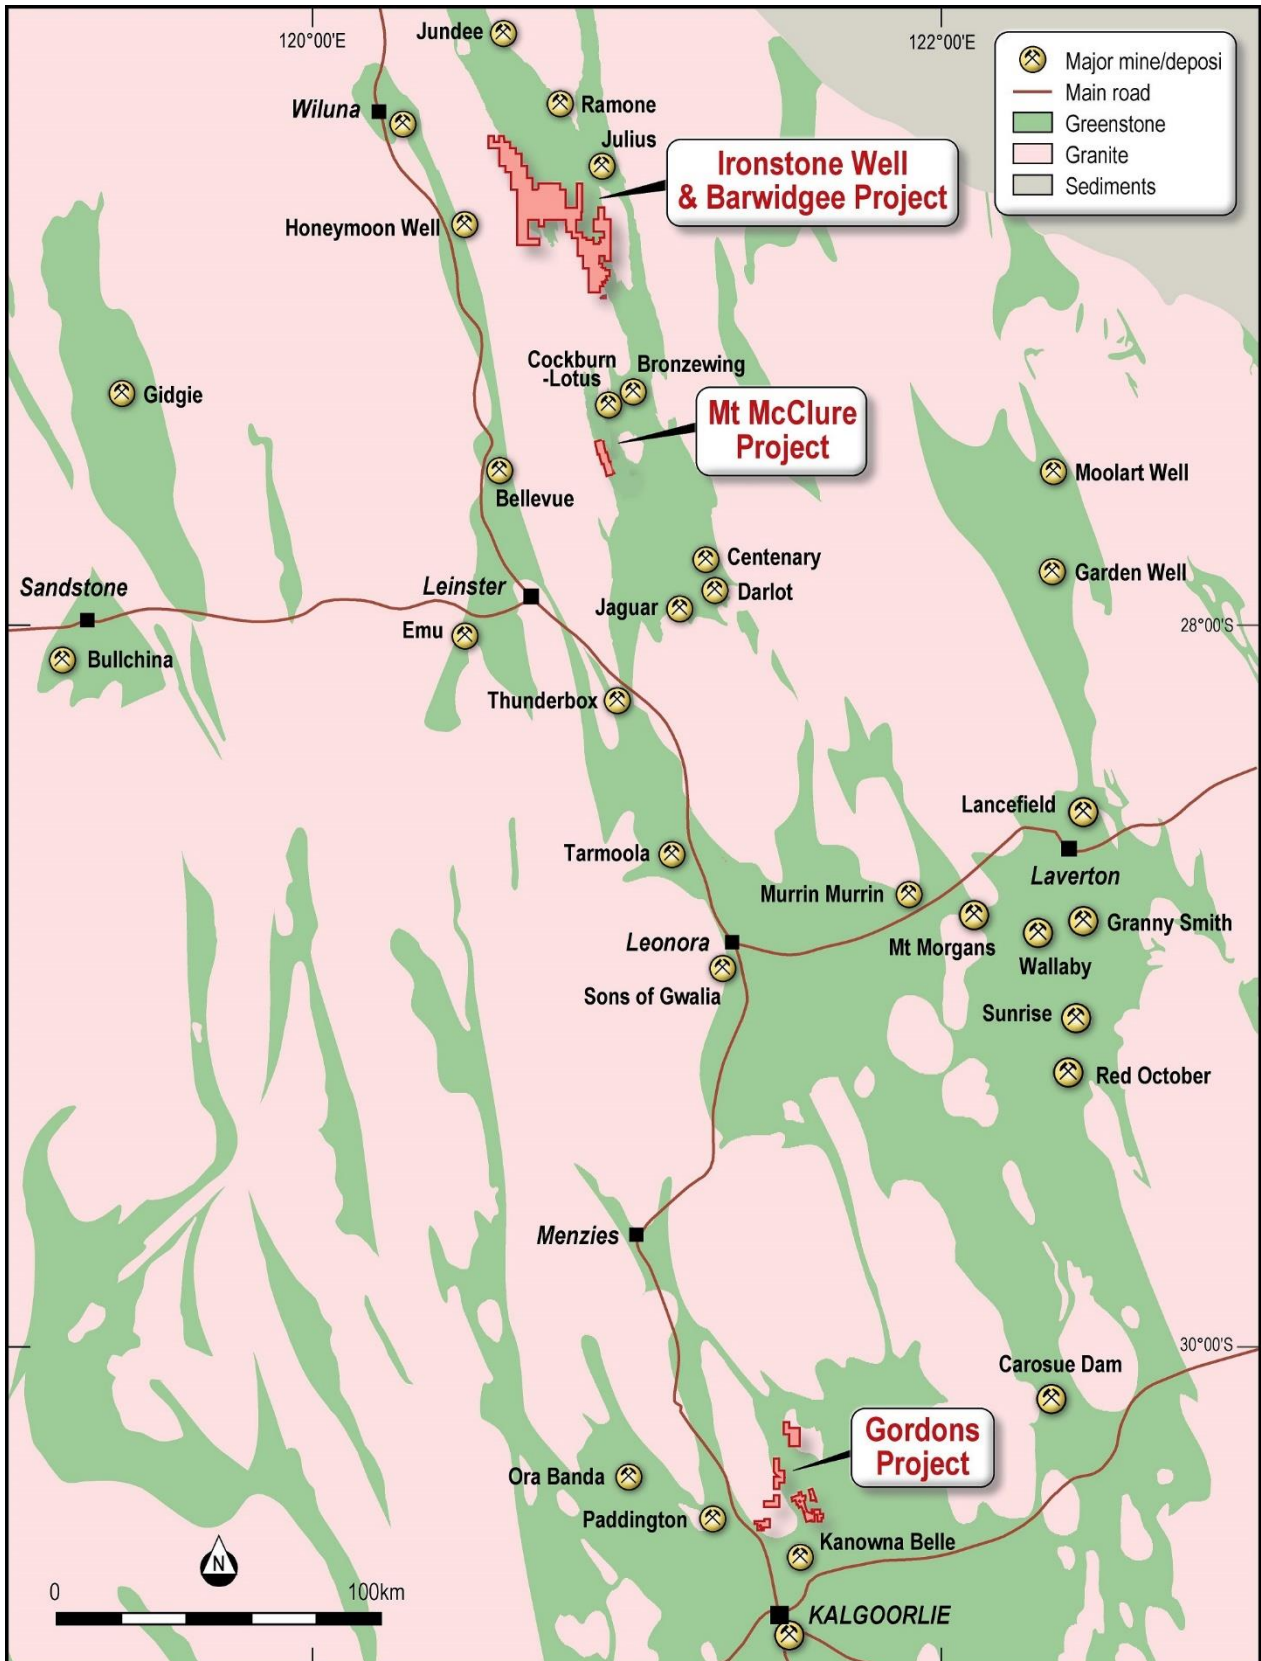 Jundee
120°00'E
122°00'E
Major mine/deposi
Main road
Greenstone
Granite
Sediments
Wiluna
Ramone
Julius
Ironstone Well
& Barwidgee Project
Honeymoon Well
Cockburn
-Lotus
Bronzewing
Gidgie
Mt McClure
Project
Bellevue
Moolart Well
Centenary
Garden Well
Sandstone
Leinster
Darlot
Jaguar
28°00'S
Emu
Bullchina
Thunderbox
Lancefield
Tarmoola
Laverton
Murrin Murrin
Granny Smith
Leonora
Mt Morgans
Wallaby
Sons of Gwalia
Sunrise
Red October
Menzies
30°00'S
Carosue Dam
Gordons
Project
Ora Banda
Paddington
Kanowna Belle
N
0
100km
KALGOORLIE